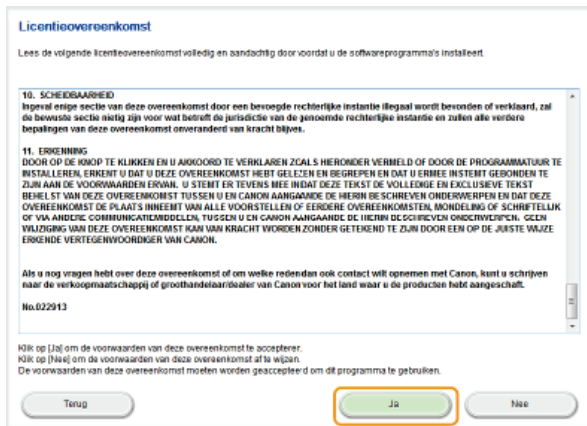 Licentieovereenkomst
Lees de volgende licentieovereenkomst volledig en aandachtig door voordat u de softwareprogramma's installeert
10. SCHEIDBAARHEID
Ingeval enige sectie van deze overeenkomst door een bevoegde rechterlijke instantie illegaal wordt bevonden of verklaard, zal
de bewuste sectie nietig zijn voor wat betreft de jurisdictie van de genoemde rechterlijke instantie en zullen alle verdere
bepalingen van deze overeenkomst onveranderd van kracht blijven.
11. ERKENNING
DOOR OP DE KNOP TE KLIKKEN EN U AKKOORD TE VERKLAREN ZOALS HIERONDER VERMELD OF DOOR DE PROGRAMMATUUR TE
INSTALLEREN, ERKENT U DAT U DEZE OVEREENKOMST HEBT GELEZEN EN BEGREPEN EN DAT U ERMEE INSTEMT GEBONDEN TE
ZIJN AAN DE VOORWAARDEN ERVAN. U STEMT ER TEVENS MEE IN DAT DEZE TEKST DE VOLLEDIGE EN EXCLUSIEVE TEKST
BEHELST VAN DEZE OVEREENKOMST TUSSEN U EN CANON AANGAANDE DE HIERIN BESCHREVEN ONDERWERPEN EN DAT DEZE
OVEREENKOMST DE PLAATS INNEEMT VAN ALLE VOORSTELLEN OF EERDERE OVEREENKOMSTEN, MONDELING OF SCHRIFTELIJK
OF VIA ANDERE COMMUNICATIEMIDDELEN, TUSSEN U EN CANON AANGAANDE DE HIERIN BESCHREVEN ONDERWERPEN. GEEN
WIJZIGING VAN DEZE OVEREENKOMST KAN VAN KRACHT WORDEN ZONDER GETEKEND TE ZIJN DOOR EEN OP DE JUISTE WIJZE
ERKENDE VERTEGENWOORDIGER VAN CANON.
Als u nog vragen hebt over deze overeenkomst of om welke redendan ook contact wilt opnemen met Canon, kunt u schrijven
naar de verkoopmaatschappij of groothandelaar/dealer van Canon voor het land waar u de producten hebt aangeschaft.
No.022913
Klik op [Ja] om de voorwaarden van deze overeenkomst te accepteren.
Klik op [Nee] om de voorwaarden van deze overeenkomst af te wijzen.
De voorwaarden van deze overeenkomst moeten worden geaccepteerd om dit programma te gebruiken.
Terug
Ja
Nee